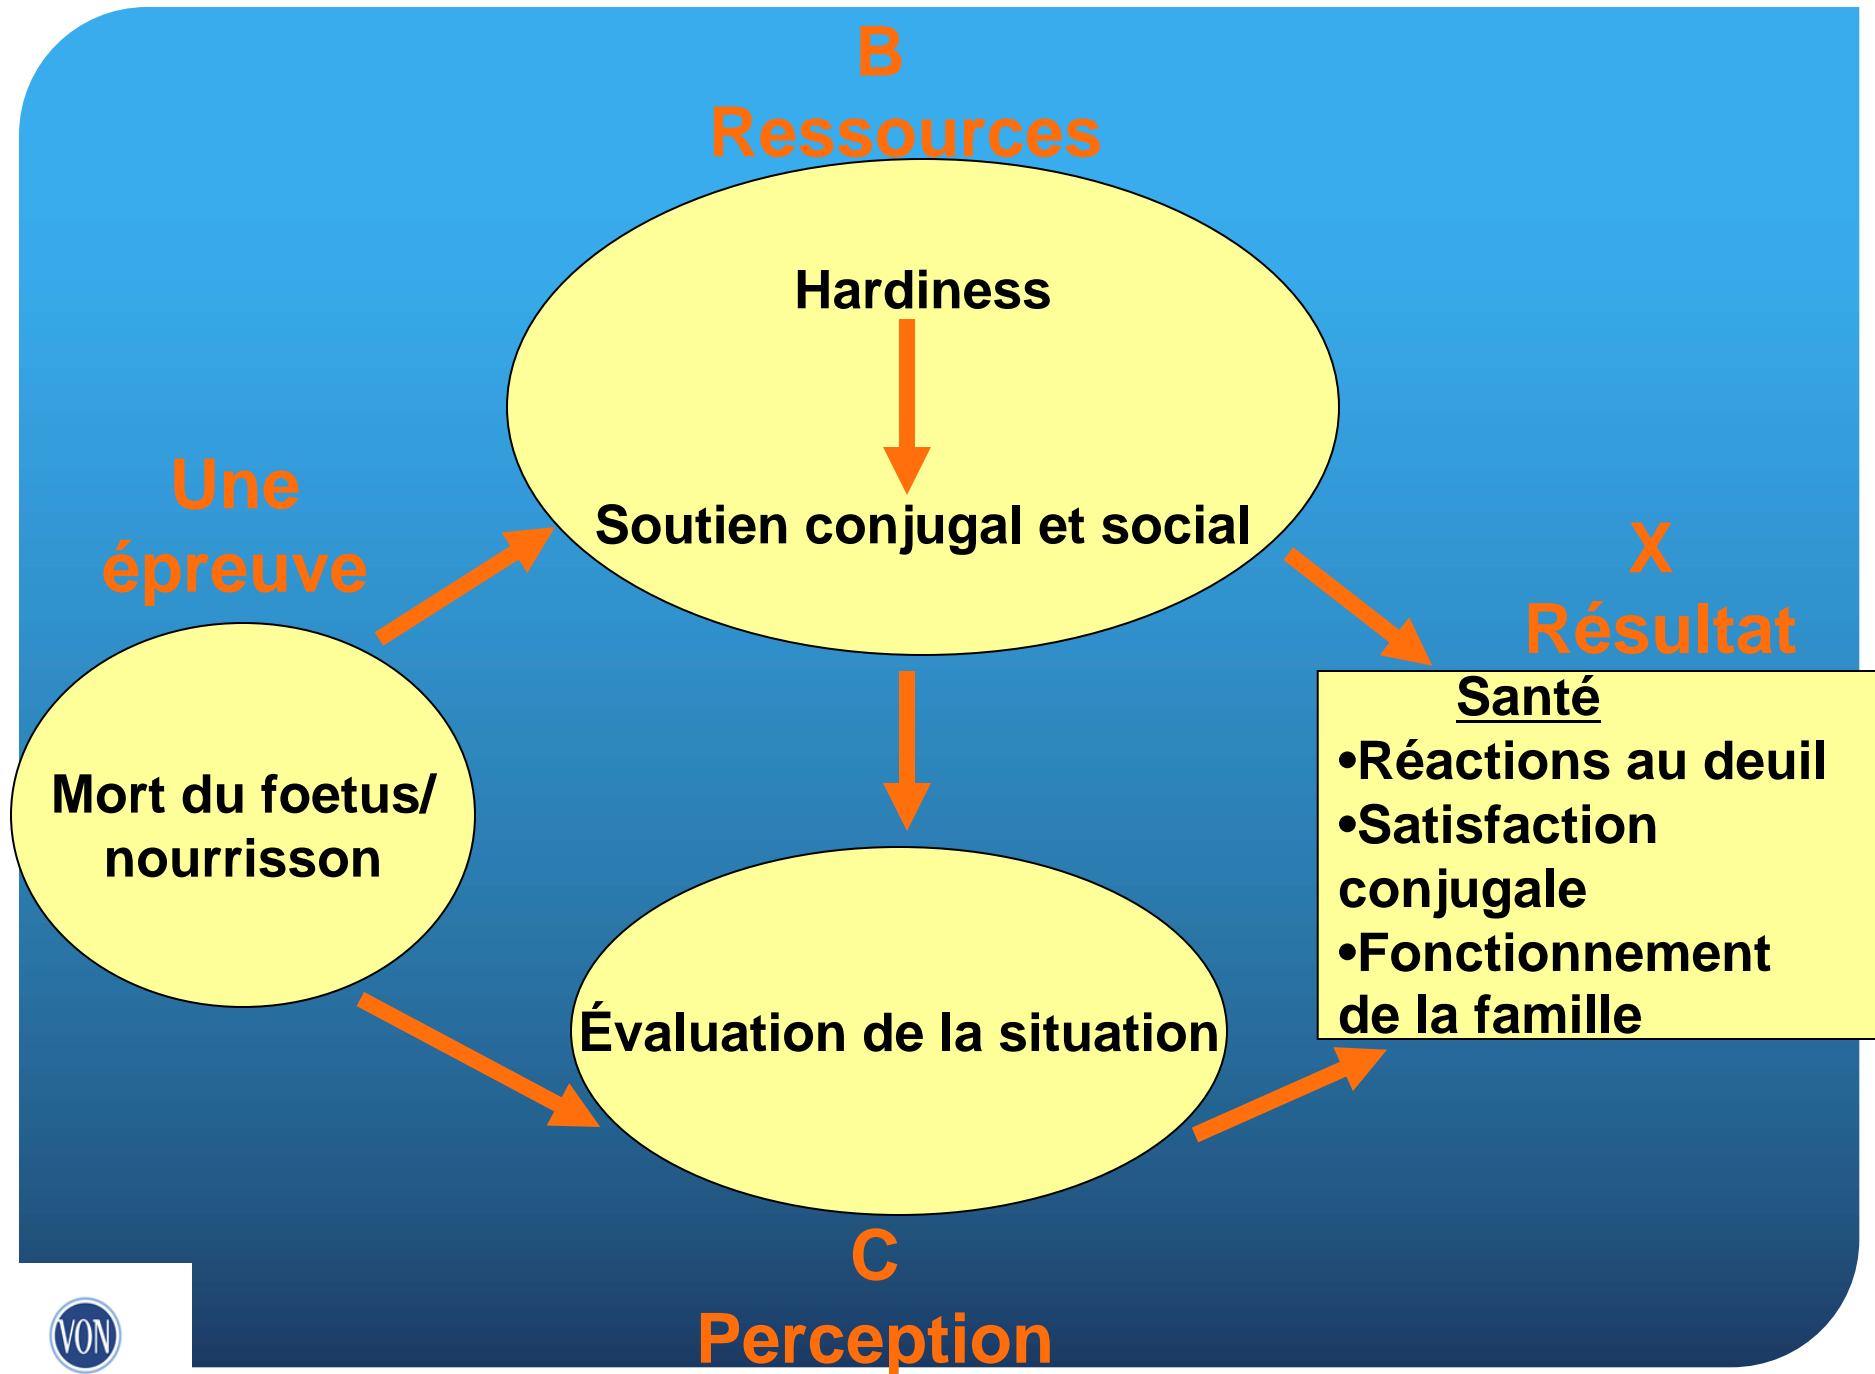 B
Ressources
Hardiness
Soutien conjugal et social
Une
épreuve
Mort du foetus/
nourrisson
X
Résultat
Santé
•Réactions au deuil
•Satisfaction
conjugale
•Fonctionnement
de la famille
Évaluation de la situation
C
Perception
VON